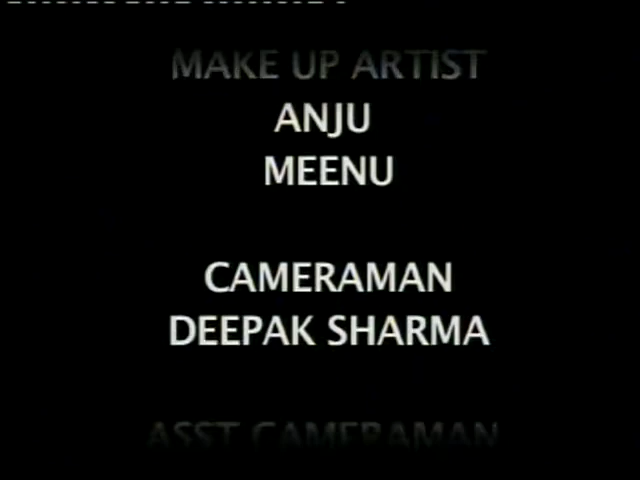 MAKE UP ARTIST
ANJU
MEENU
CAMERAMAN
DEEPAK SHARMA
ASST CAMERAMAN